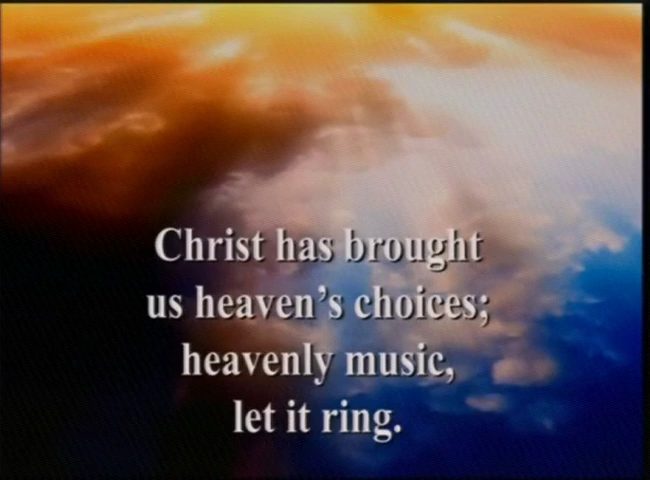 Christ has brought
us heaven's choices;
heavenly music,
let it ring.